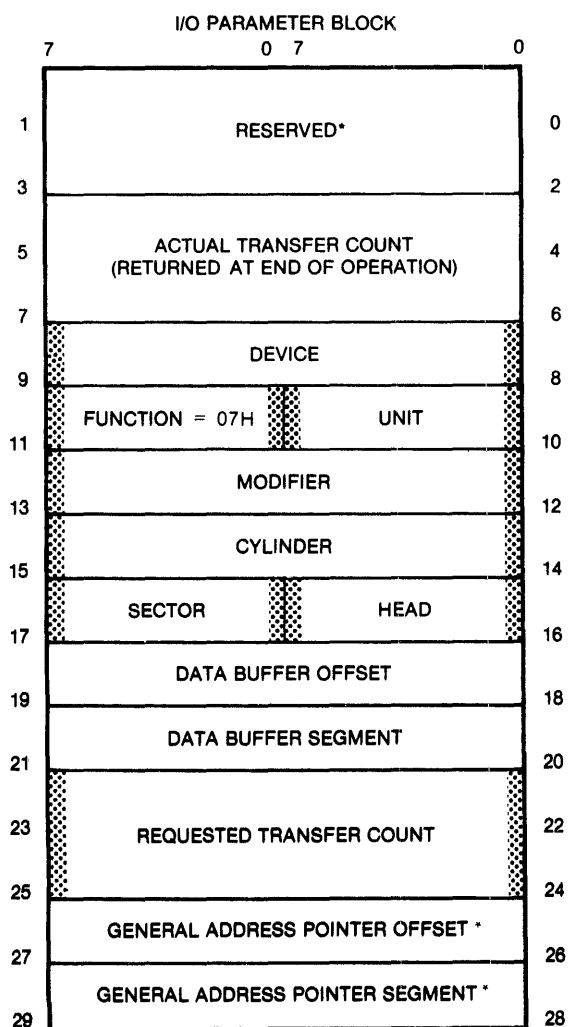 I/O PARAMETER BLOCK
7 0 7 0
1 RESERVED* 0
3 2
5 ACTUAL TRANSFER COUNT 4
(RETURNED AT END OF OPERATION)
7 6
DEVICE
9 8
FUNCTION = 07H UNIT
11 10
MODIFIER
13 12
CYLINDER
15 14
SECTOR HEAD
17 16
DATA BUFFER OFFSET
19 18
DATA BUFFER SEGMENT
21 20
23 REQUESTED TRANSFER COUNT 22
25 24
GENERAL ADDRESS POINTER OFFSET *
27 26
GENERAL ADDRESS POINTER SEGMENT *
29 28